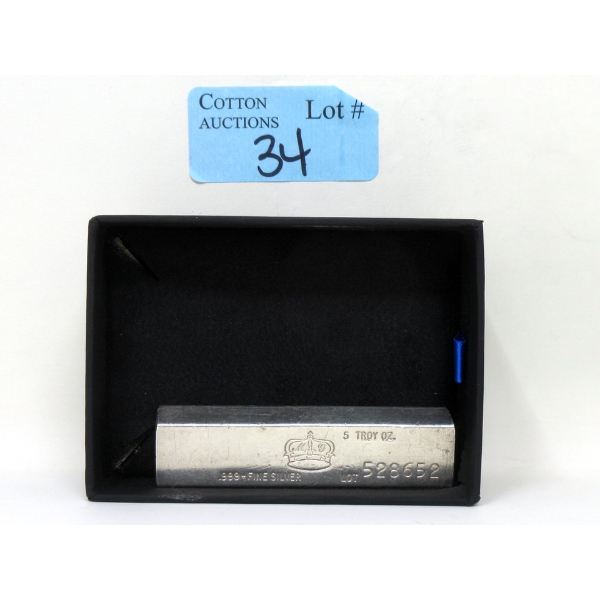 COTTON AUCTIONS Lot #
34
5 TROY OZ.
.999+ FINE SILVER LOT 528652